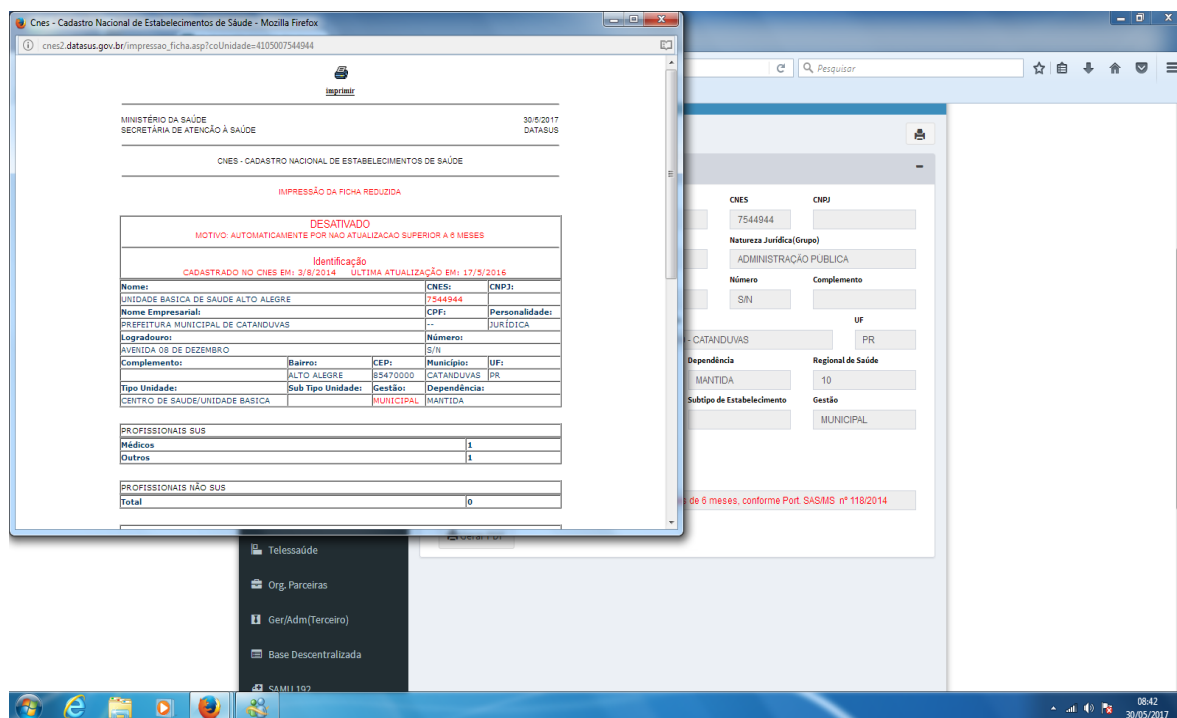 Cnes - Cadastro Nacional de Estabelecimentos de Sáude - Mozilla Firefox
cnes2.datasus.gov.br/impressao_ficha.asp?coUnidade=4105007544944
imprimir
MINISTÉRIO DA SAÚDE 30/5/2017
SECRETÁRIA DE ATENCÃO À SAÚDE DATASUS
CNES - CADASTRO NACIONAL DE ESTABELECIMENTOS DE SAÚDE
IMPRESSÃO DA FICHA REDUZIDA
DESATIVADO
MOTIVO: AUTOMATICAMENTE POR NAO ATUALIZACAO SUPERIOR A 6 MESES
Identificação
CADASTRADO NO CNES EM: 3/8/2014 ULTIMA ATUALIZAÇÃO EM: 17/5/2016
Nome: CNES: CNPJ:
UNIDADE BASICA DE SAUDE ALTO ALEGRE 7544944
Nome Empresarial: CPF: Personalidade:
PREFEITURA MUNICIPAL DE CATANDUVAS -- JURÍDICA
Logradouro: Número:
AVENIDA 08 DE DEZEMBRO S/N
Complemento: Bairro: CEP: Município: UF:
ALTO ALEGRE 85470000 CATANDUVAS PR
Tipo Unidade: Sub Tipo Unidade: Gestão: Dependência:
CENTRO DE SAUDE/UNIDADE BASICA MUNICIPAL MANTIDA
PROFISSIONAIS SUS
Médicos 1
Outros 1
PROFISSIONAIS NÃO SUS
Total 0
Pesquisar
CNES CNPJ
7544944
Natureza Jurídica(Grupo)
ADMINISTRAÇÃO PÚBLICA
Número Complemento
S/N
UF
- CATANDUVAS PR
Dependência Regional de Saúde
MANTIDA 10
Subtipo de Estabelecimento Gestão
MUNICIPAL
de 6 meses, conforme Port. SAS/MS nº 118/2014
Telessaúde
Org. Parceiras
Ger/Adm(Terceiro)
Base Descentralizada
SAMU 192
08:42
30/05/2017